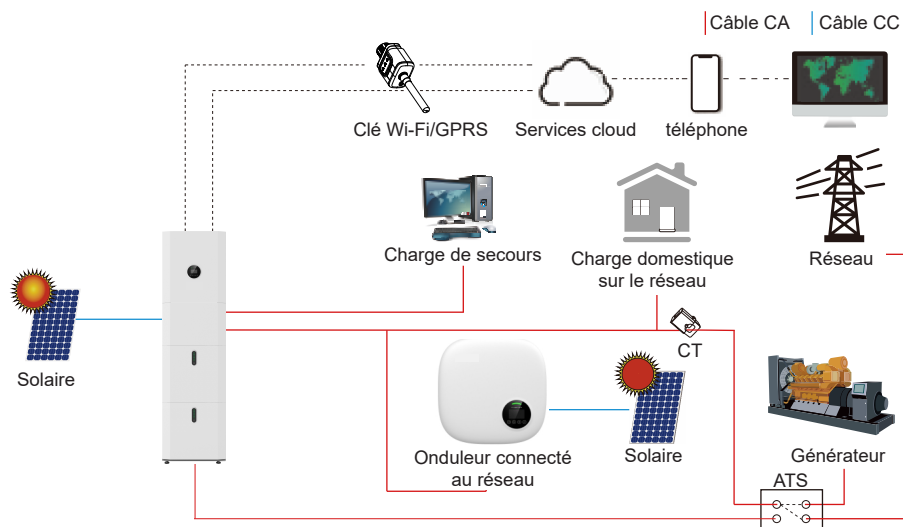 Câble CA
Câble CC
Clé Wi-Fi/GPRS
Services cloud
téléphone
Charge de secours
Charge domestique
sur le réseau
Réseau
CT
Solaire
Onduleur connecté
au réseau
Solaire
Générateur
ATS